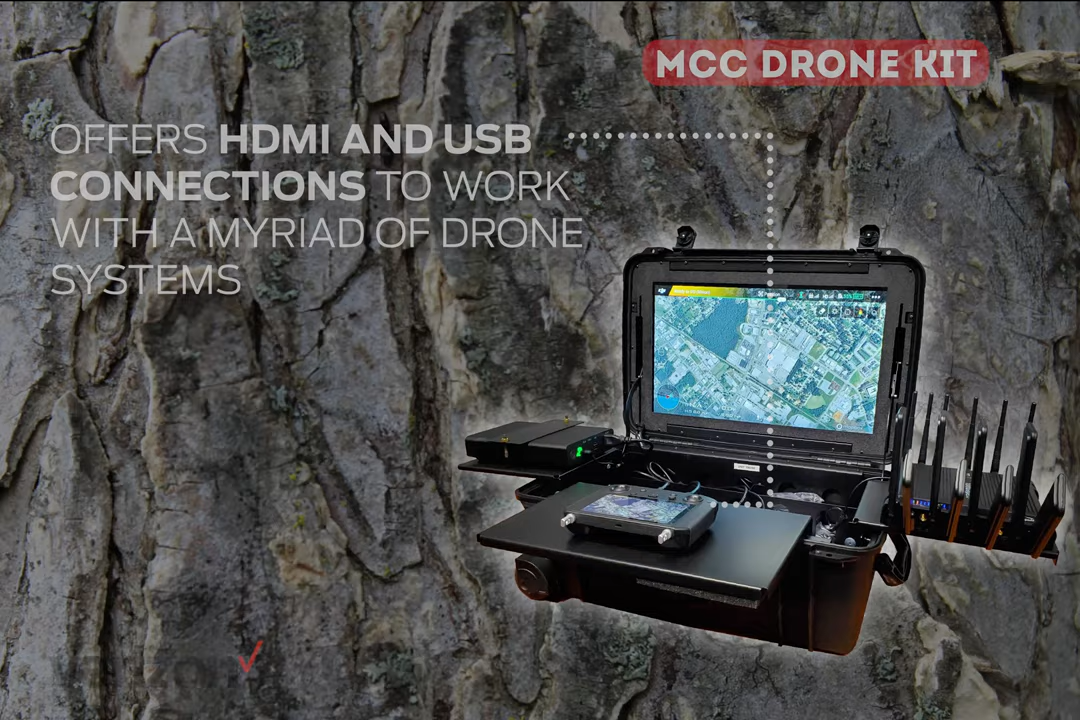 MCC DRONE KIT
OFFERS HDMI AND USB
CONNECTIONS TO WORK
WITH A MYRIAD OF DRONE
SYSTEMS